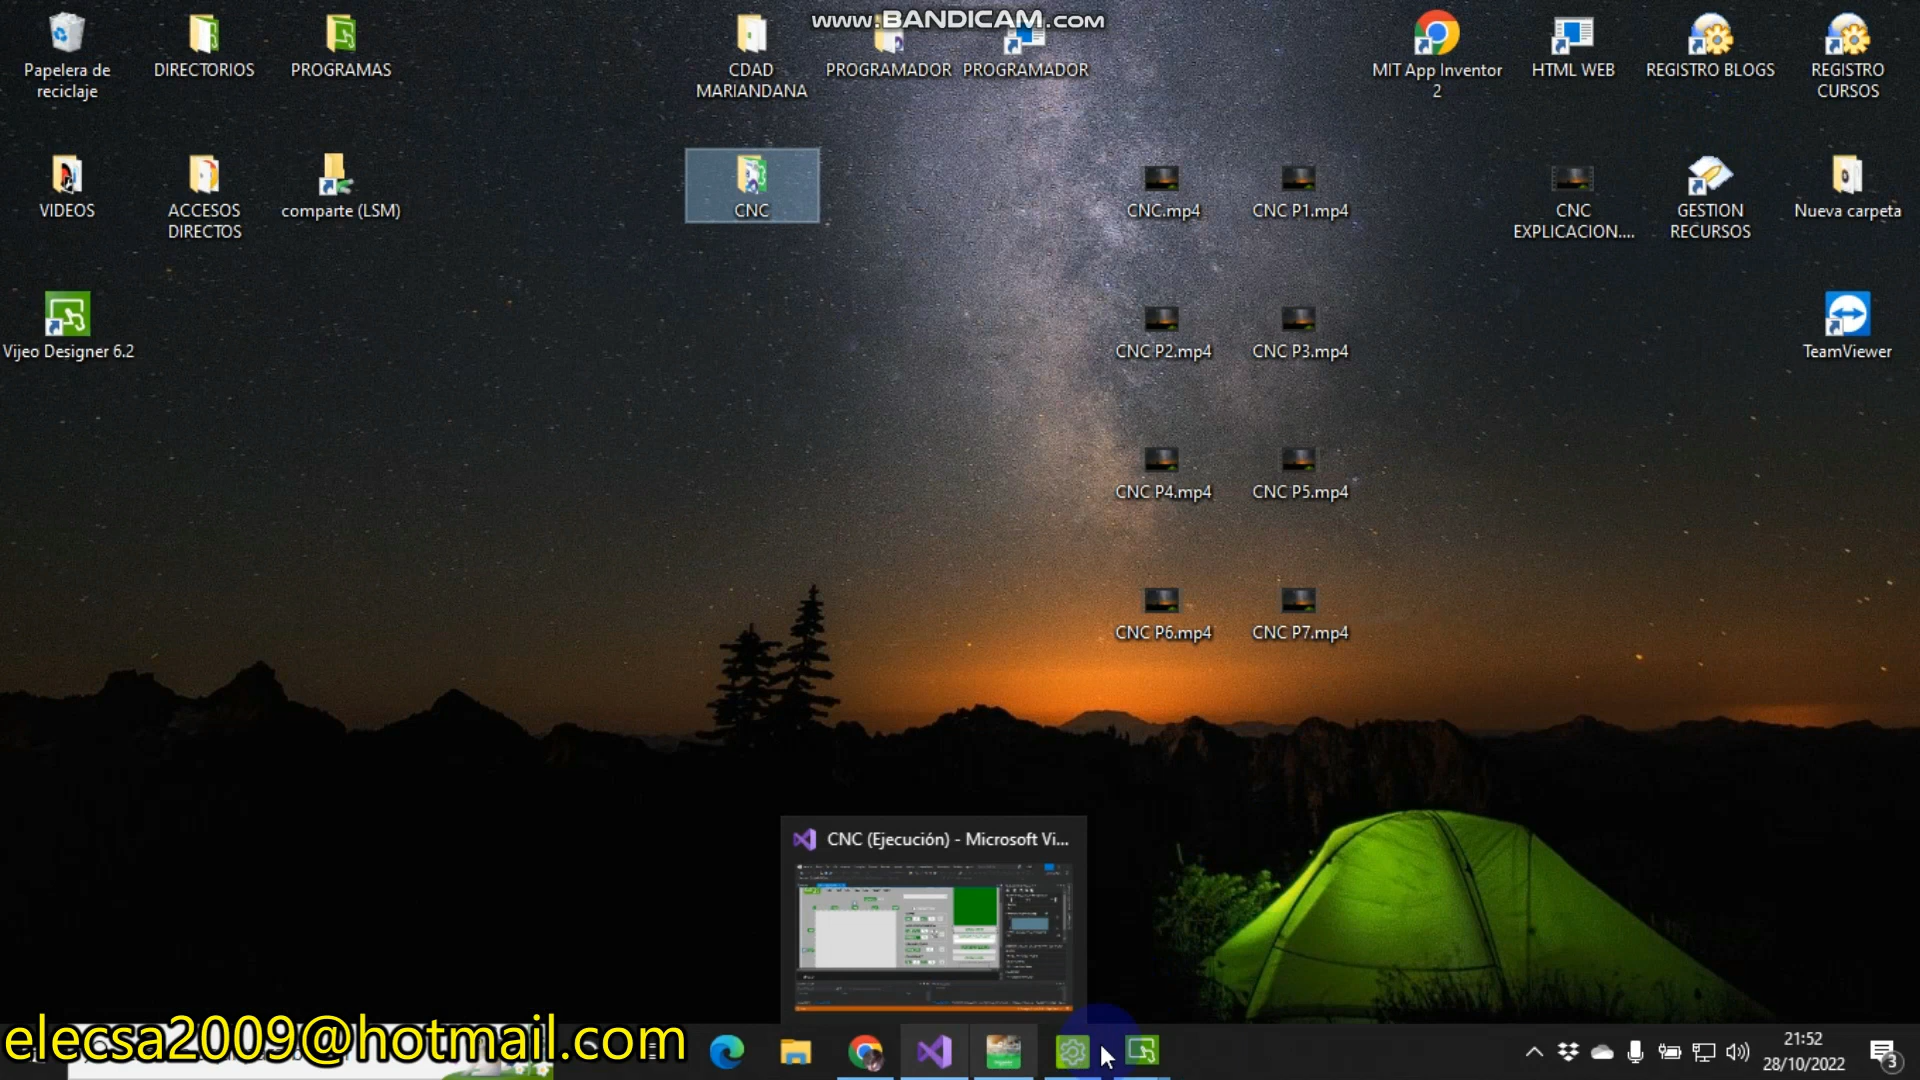 www.BANDICAM.com
Papelera de
reciclaje
DIRECTORIOS
PROGRAMAS
CDAD
MARIANDANA
PROGRAMADOR
PROGRAMADOR
MIT App Inventor
2
HTML WEB
REGISTRO BLOGS
REGISTRO
CURSOS
VIDEOS
ACCESOS
DIRECTOS
comparte (LSM)
CNC
CNC.mp4
CNC P1.mp4
CNC
EXPLICACION....
GESTION
RECURSOS
Nueva carpeta
Vijeo Designer 6.2
CNC P2.mp4
CNC P3.mp4
TeamViewer
CNC P4.mp4
CNC P5.mp4
CNC P6.mp4
CNC P7.mp4
CNC (Ejecución) - Microsoft Vi...
elecsa2009@hotmail.com
21:52
28/10/2022
3